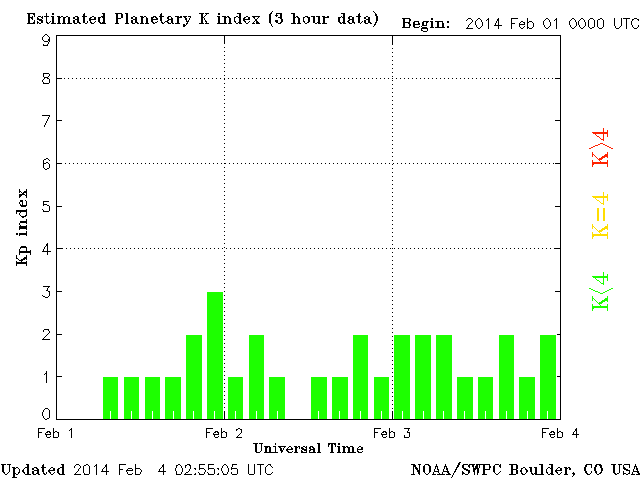 Estimated Planetary K index (3 hour data) Begin: 2014 Feb 01 0000 UTC
9
8
7
6
5
4
3
2
1
0
Kp index
K>4
K=4
K<4
Feb 1 Feb 2 Feb 3 Feb 4
Universal Time
Updated 2014 Feb 4 02:55:05 UTC NOAA/SWPC Boulder, CO USA